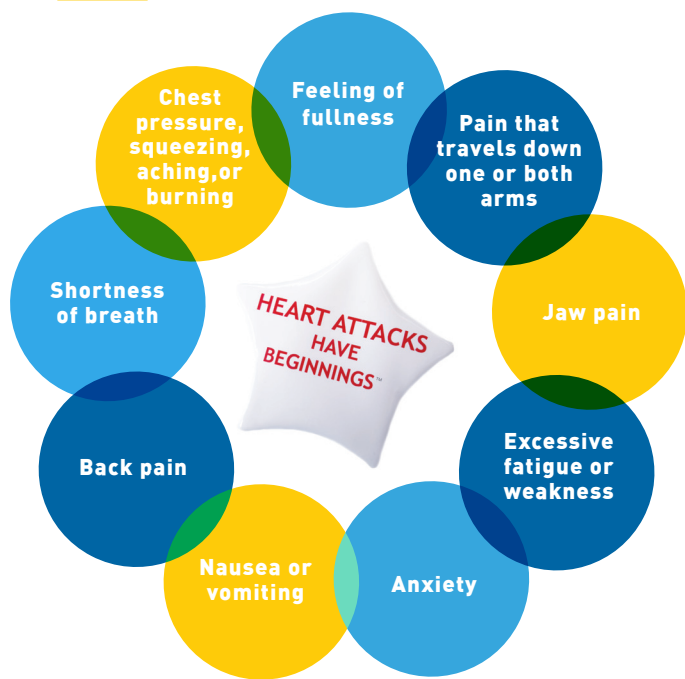 Feeling of
fullness
Pain that
travels down
one or both
arms
Jaw pain
Excessive
fatigue or
weakness
Anxiety
Nausea or
vomiting
Back pain
Shortness
of breath
Chest
pressure,
squeezing,
aching,or
burning
HEART ATTACKS
HAVE
BEGINNINGS™